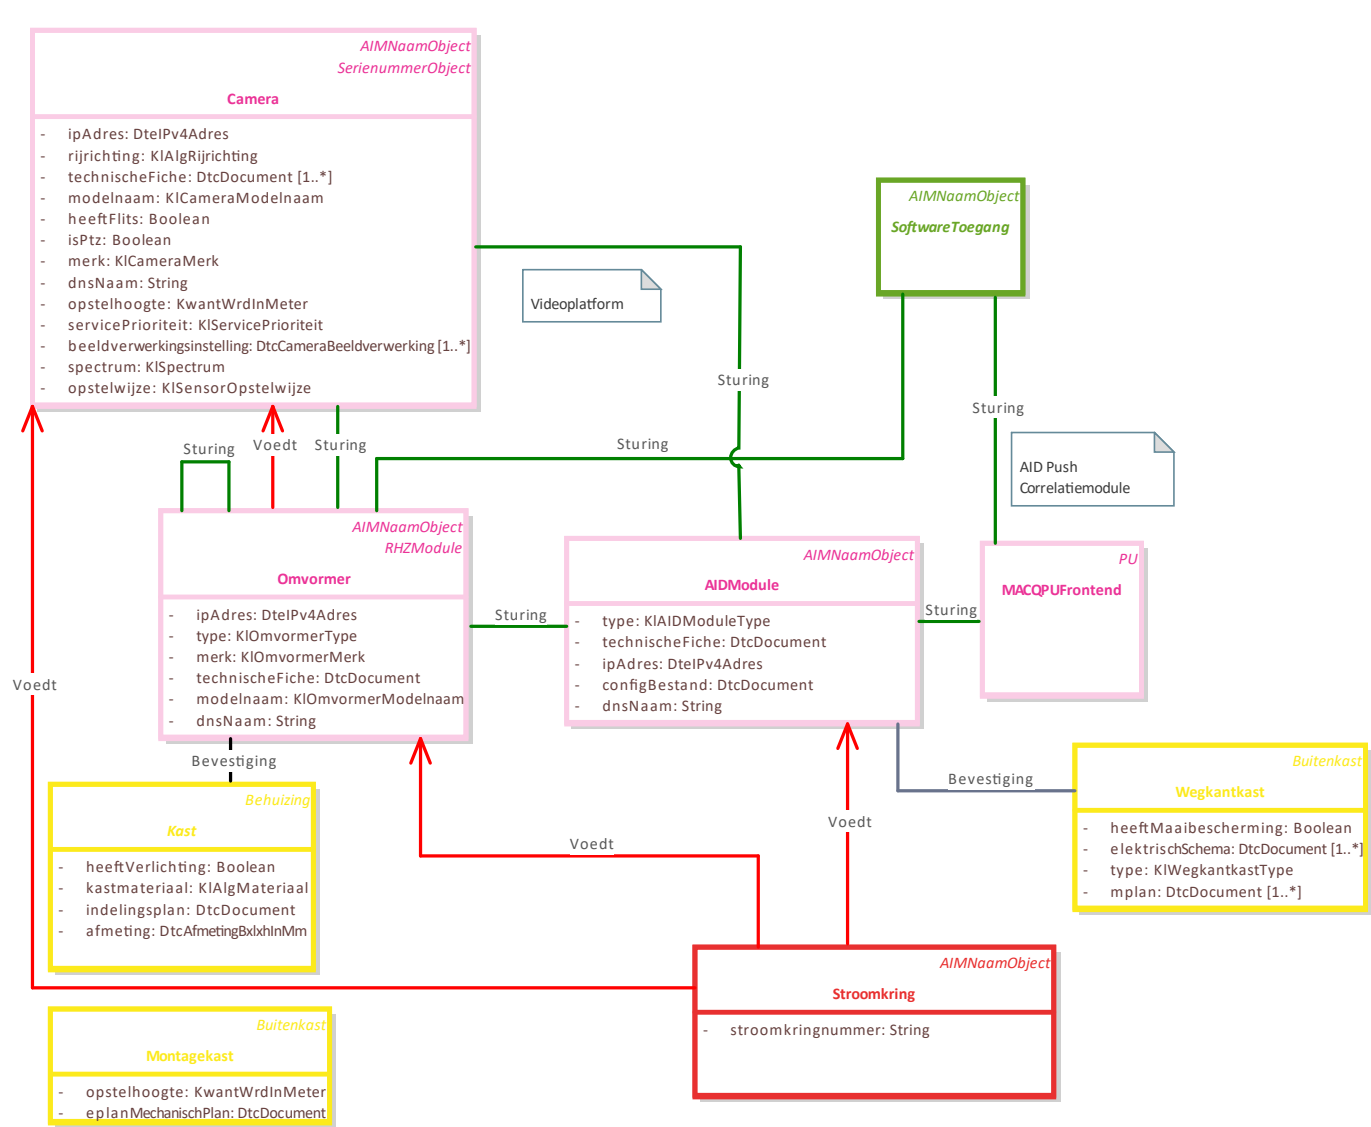 AIMNaamObject
SerienummerObject
Camera
- ipAdres: DteIPv4Adres
- rijrichting: KlAlgRijrichting
- technischeFiche: DtcDocument [1..*]
- modelnaam: KlCameraModelnaam
- heeftFlits: Boolean
- isPtz: Boolean
- merk: KlCameraMerk
- dnsNaam: String
- opstelhoogte: KwantWrdInMeter
- servicePrioriteit: KlServicePrioriteit
- beeldverwerkingsinstelling: DtcCameraBeeldverwerking [1..*]
- spectrum: KlSpectrum
- opstelwijze: KlSensorOpstelwijze
AIMNaamObject
SoftwareToegang
Videoplatform
Sturing
Sturing
Sturing
Voedt
Sturing
Sturing
AID Push
Correlatiemodule
AIMNaamObject
RHZModule
Omvormer
- ipAdres: DteIPv4Adres
- type: KlOmvormerType
- merk: KlOmvormerMerk
- technischeFiche: DtcDocument
- modelnaam: KlOmvormerModelnaam
- dnsNaam: String
Sturing
AIMNaamObject
AIDModule
- type: KlAIDModuleType
- technischeFiche: DtcDocument
- ipAdres: DteIPv4Adres
- configBestand: DtcDocument
- dnsNaam: String
Sturing
PU
MACQPUFrontend
Voedt
Bevestiging
Behuizing
Kast
- heeftVerlichting: Boolean
- kastmateriaal: KlAlgMateriaal
- indelingsplan: DtcDocument
- afmeting: DtcAfmetingBxlxhInMm
Voedt
Voedt
Bevestiging
Buitenkast
Wegkantkast
- heeftMaaibescherming: Boolean
- elektrischSchema: DtcDocument [1..*]
- type: KlWegkantkastType
- mplan: DtcDocument [1..*]
AIMNaamObject
Stroomkring
- stroomkringnummer: String
Buitenkast
Montagekast
- opstelhoogte: KwantWrdInMeter
- eplanMechanischPlan: DtcDocument